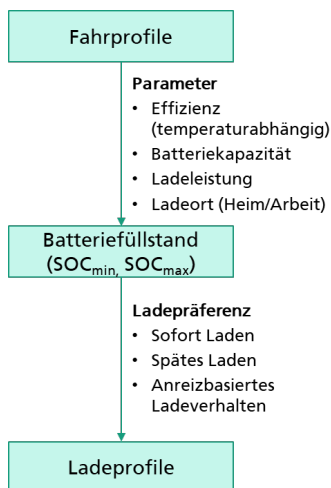 Fahrprofile
Parameter
• Effizienz
(temperaturabhängig)
• Batteriekapazität
• Ladeleistung
• Ladeort (Heim/Arbeit)
Batteriefüllstand
(SOCmin, SOCmax)
Ladepräferenz
• Sofort Laden
• Spätes Laden
• Anreizbasiertes
Ladeverhalten
Ladeprofile